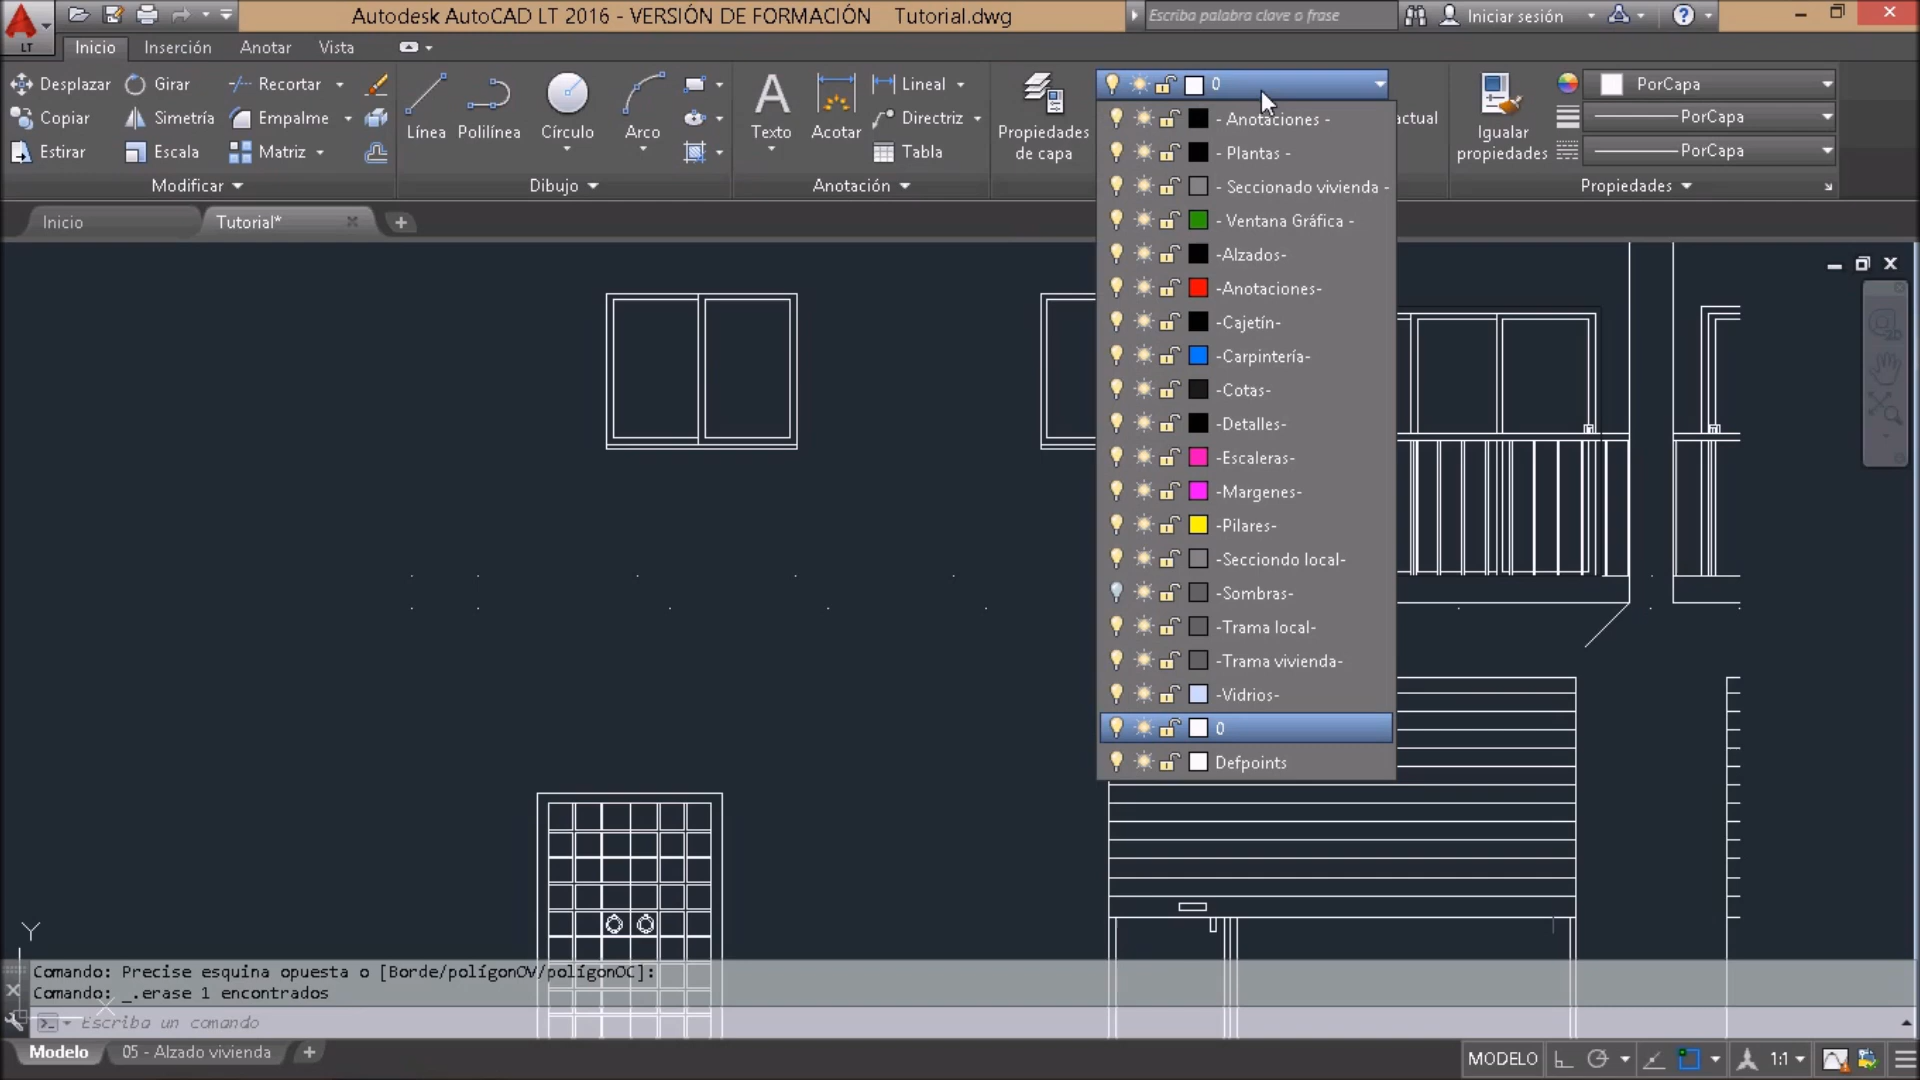 Autodesk AutoCAD LT 2016 - VERSIÓN DE FORMACIÓN Tutorial.dwg
Escriba palabra clave o frase
Iniciar sesión
LT
Inicio
Inserción
Anotar
Vista
Desplazar
Girar
Recortar
Copiar
Simetría
Empalme
Estirar
Escala
Matriz
Modificar
Línea
Polilínea
Círculo
Arco
Dibujo
Texto
Acotar
Lineal
Directriz
Tabla
Anotación
Propiedades
de capa
0
- Anotaciones -
- Plantas -
- Seccionado vivienda -
- Ventana Gráfica -
-Alzados-
-Anotaciones-
-Cajetín-
-Carpintería-
-Cotas-
-Detalles-
-Escaleras-
-Margenes-
-Pilares-
-Secciondo local-
-Sombras-
-Trama local-
-Trama vivienda-
-Vidrios-
0
Defpoints
actual
Igualar
propiedades
PorCapa
PorCapa
PorCapa
Propiedades
Inicio
Tutorial*
Y
X
Comando: Precise esquina opuesta o [Borde/polígonOV/polígonOC]:
Comando: _.erase 1 encontrados
Escriba un comando
Modelo
05 - Alzado vivienda
MODELO
1:1